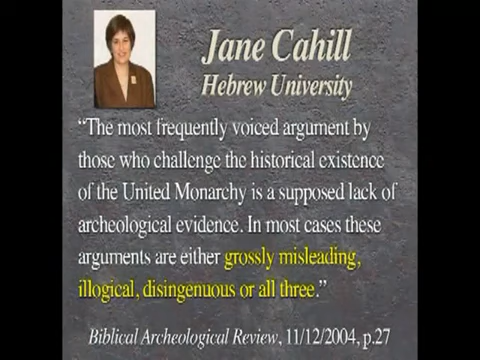 Jane Cahill
Hebrew University
“The most frequently voiced argument by
those who challenge the historical existence
of the United Monarchy is a supposed lack of
archeological evidence. In most cases these
arguments are either grossly misleading,
illogical, disingenuous or all three.”
Biblical Archeological Review, 11/12/2004, p.27